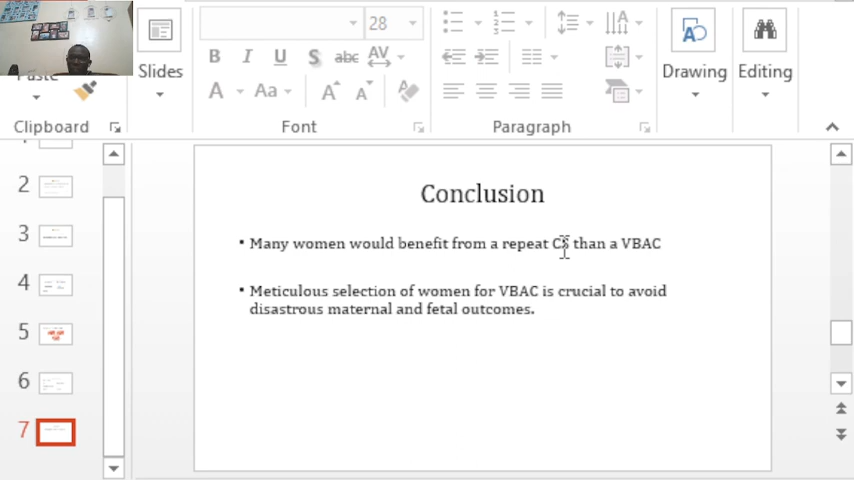 Paste
Slides
Clipboard
28
B I U S abc AV
A Aa A A
Font
Paragraph
Drawing
Editing
2
3
4
5
6
7
Conclusion
▪ Many women would benefit from a repeat CS than a VBAC
▪ Meticulous selection of women for VBAC is crucial to avoid
disastrous maternal and fetal outcomes.